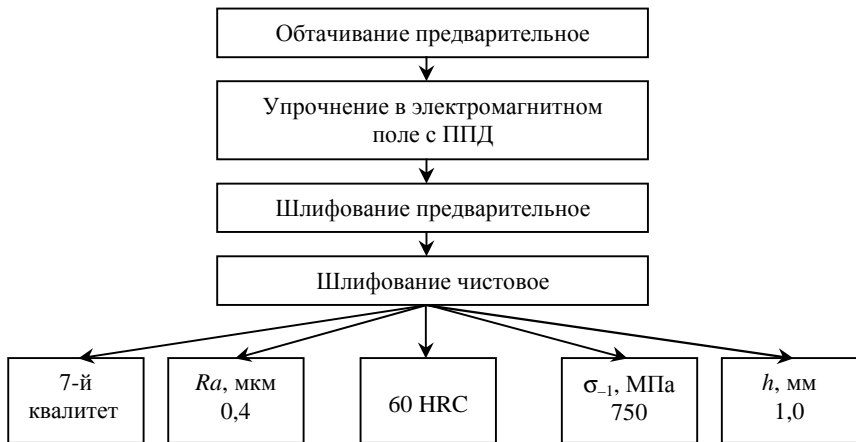 Обтачивание предварительное
Упрочнение в электромагнитном
поле с ППД
Шлифование предварительное
Шлифование чистовое
7-й
квалитет
Ra, мкм
0,4
60 HRC
σ–1, МПа
750
h, мм
1,0